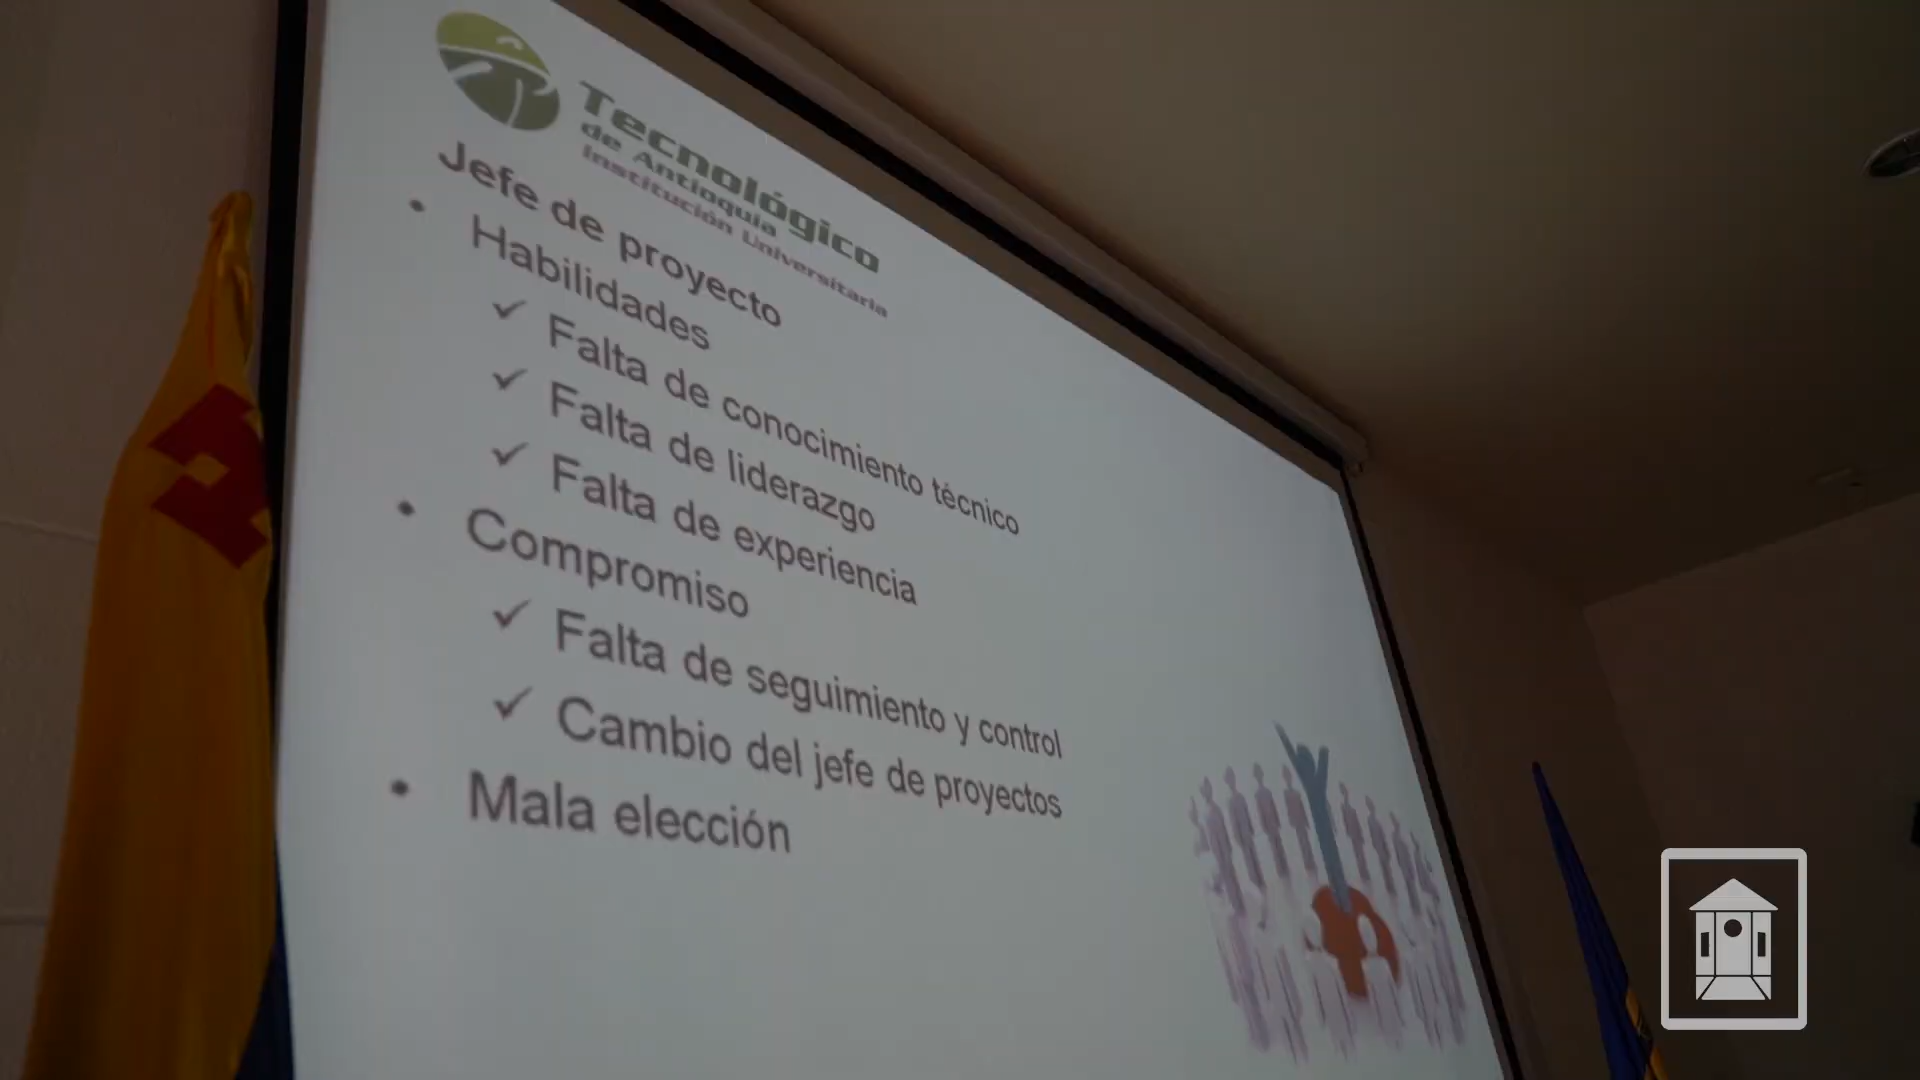 Tecnológico
de Antioquia
Institución Universitaria
Jefe de proyecto
• Habilidades
✓ Falta de conocimiento técnico
✓ Falta de liderazgo
✓ Falta de experiencia
• Compromiso
✓ Falta de seguimiento y control
✓ Cambio del jefe de proyectos
• Mala elección